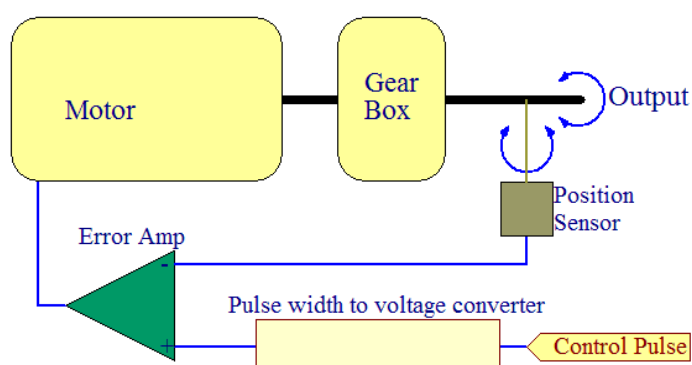 Motor
Gear
Box
Output
Position
Sensor
Error Amp
-
Pulse width to voltage converter
+
Control Pulse